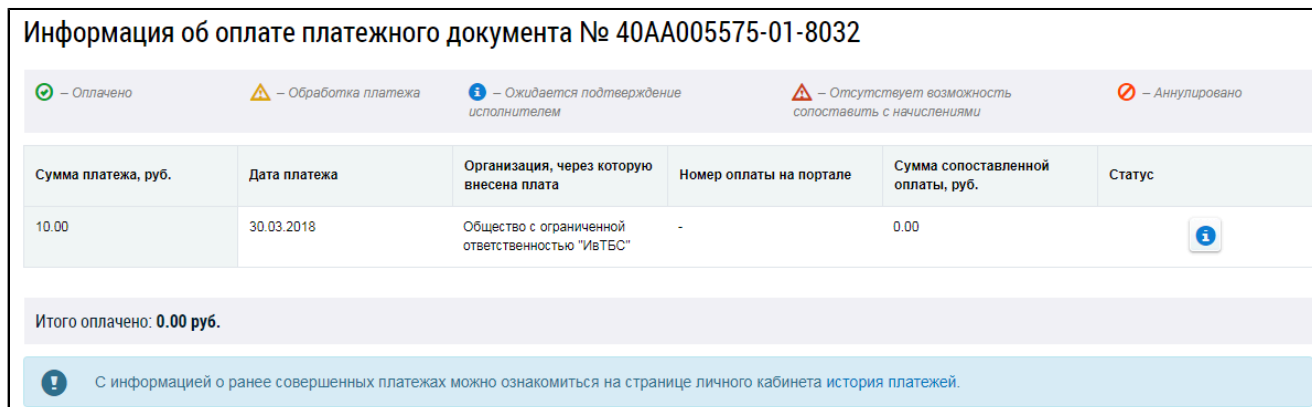 Информация об оплате платежного документа № 40АА005575-01-8032
– Оплачено
– Обработка платежа
– Ожидается подтверждение
исполнителем
– Отсутствует возможность
сопоставить с начислениями
– Аннулировано
Сумма платежа, руб.
Дата платежа
Организация, через которую
внесена плата
Номер оплаты на портале
Сумма сопоставленной
оплаты, руб.
Статус
10.00
30.03.2018
Общество с ограниченной
ответственностью "ИвТБС"
-
0.00
Итого оплачено: 0.00 руб.
С информацией о ранее совершенных платежах можно ознакомиться на странице личного кабинета история платежей.